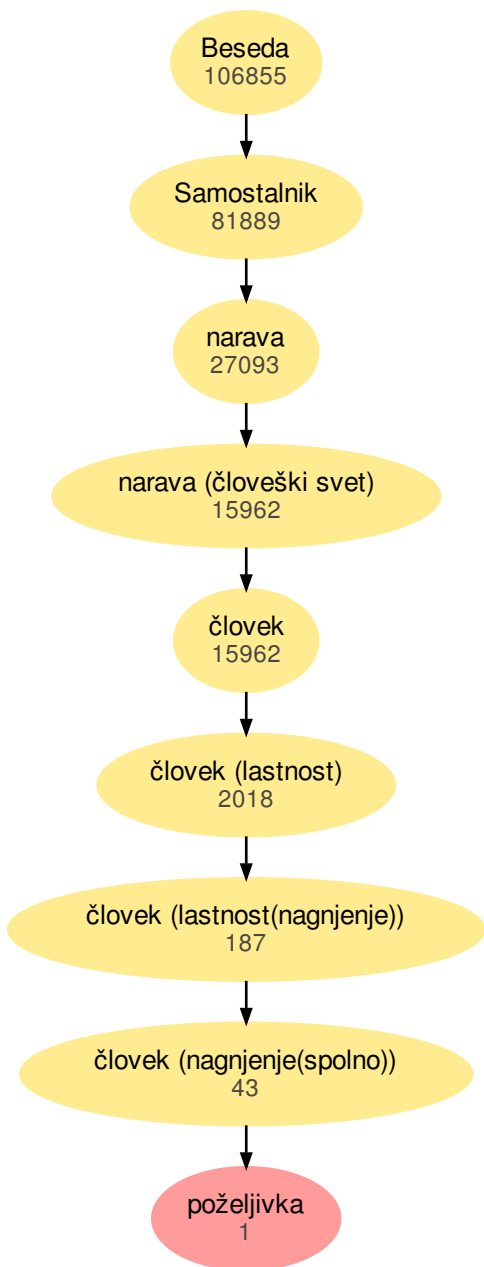 Beseda
106855
Samostalnik
81889
narava
27093
narava (človeški svet)
15962
človek
15962
človek (lastnost)
2018
človek (lastnost(nagnjenje))
187
človek (nagnjenje(spolno))
43
poželjivka
1